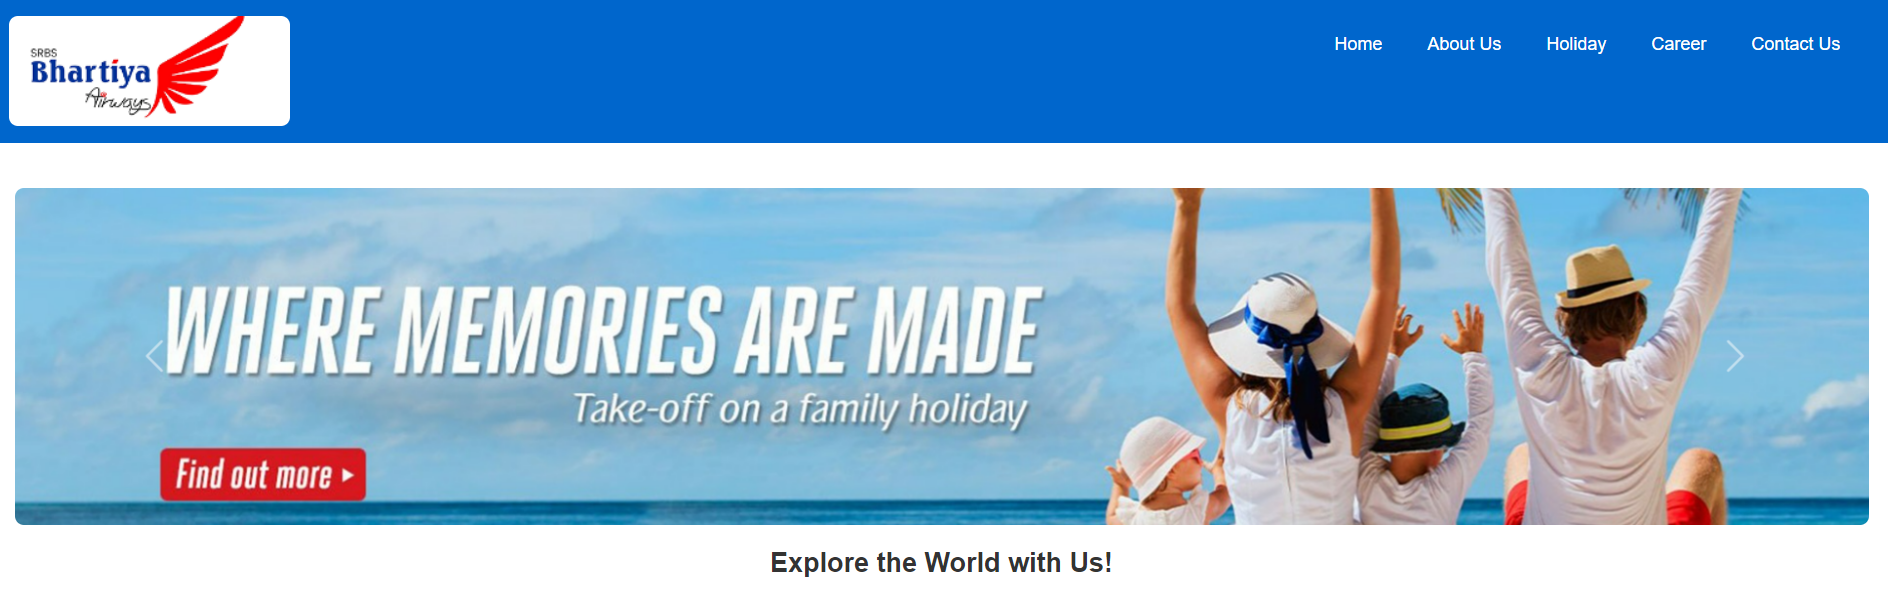 SRBS
Bhartiya
Airways
Home About Us Holiday Career Contact Us
WHERE MEMORIES ARE MADE
Take-off on a family holiday
Find out more
Explore the World with Us!